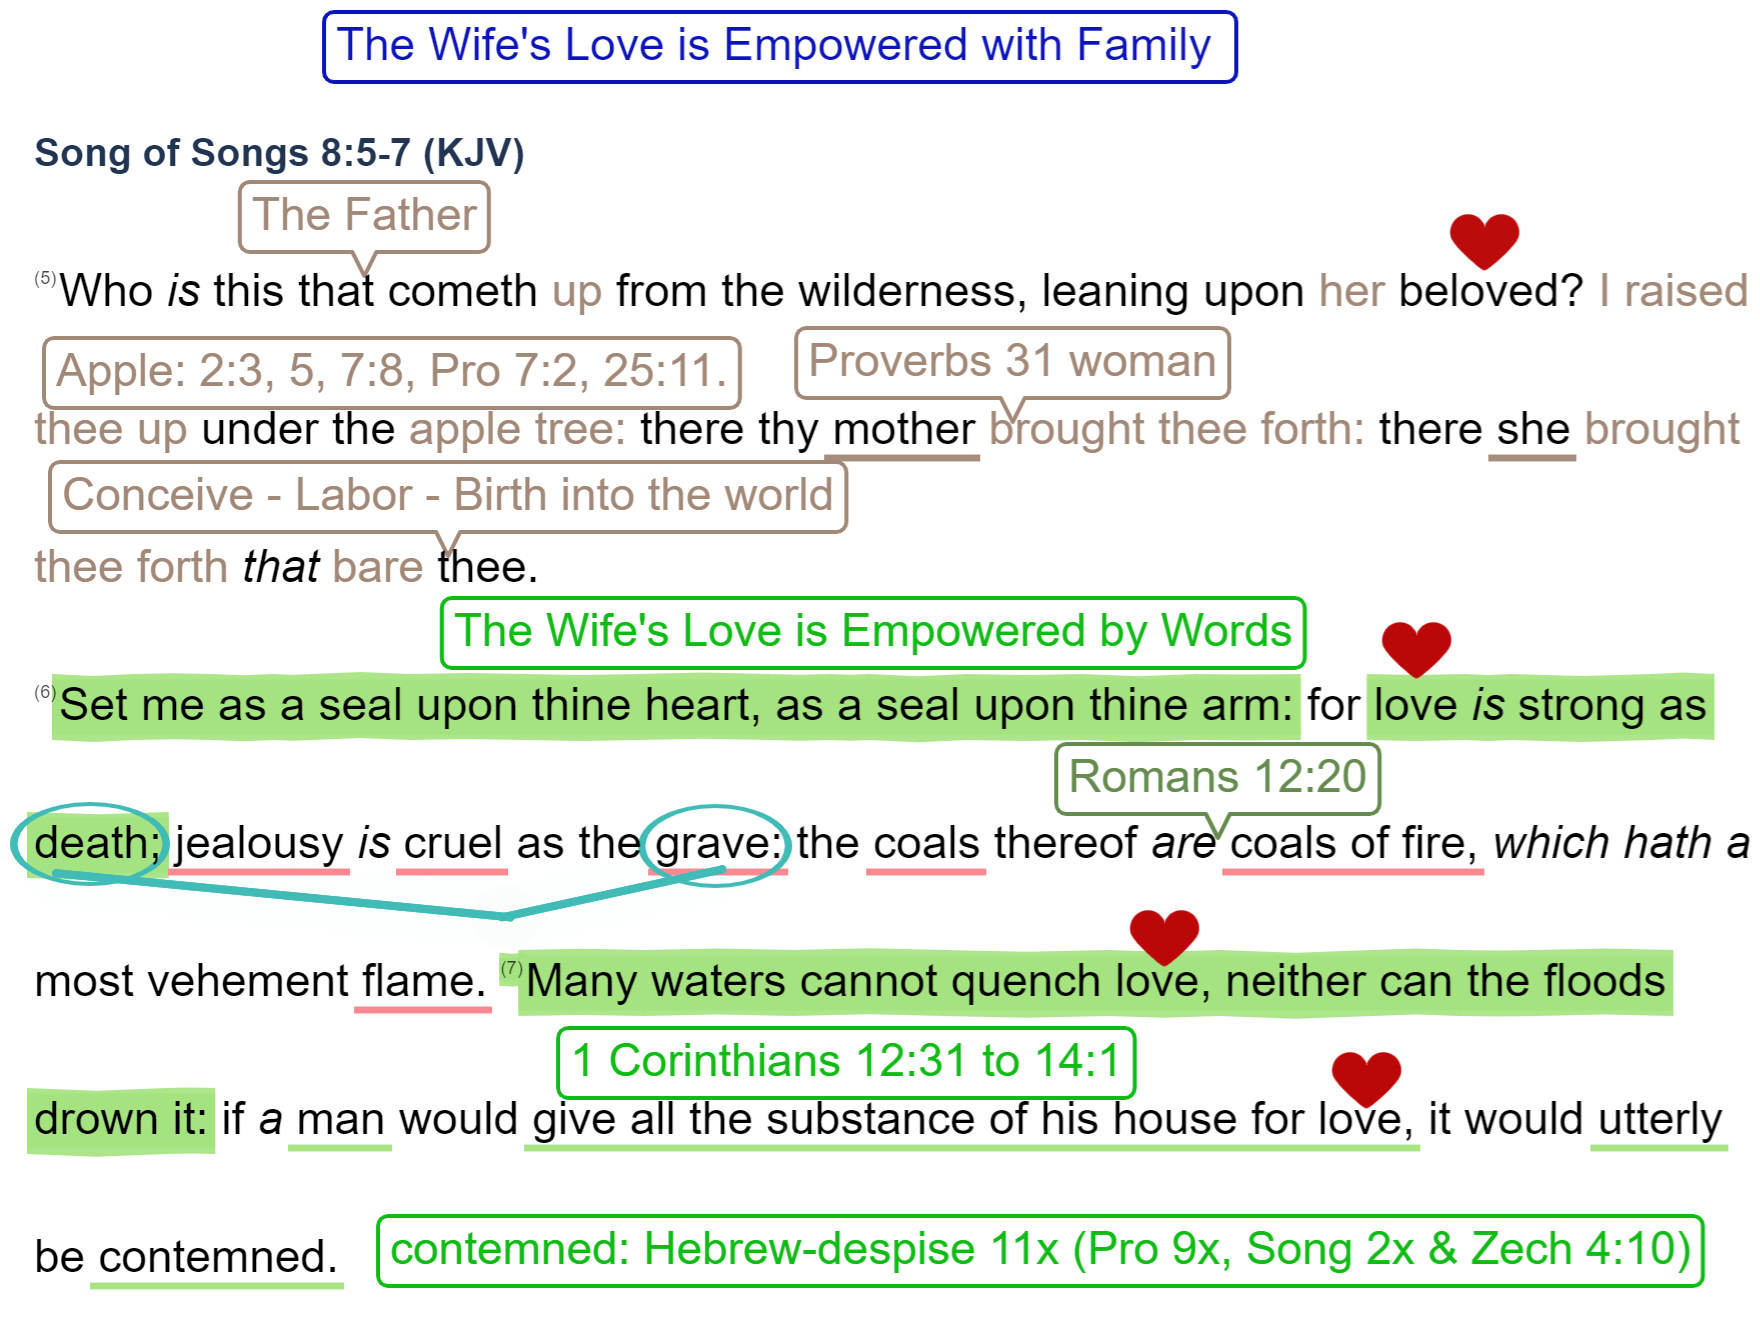 The Wife's Love is Empowered with Family
Song of Songs 8:5-7 (KJV)
The Father
(5)Who is this that cometh up from the wilderness, leaning upon her beloved? I raised
Apple: 2:3, 5, 7:8, Pro 7:2, 25:11.
Proverbs 31 woman
thee up under the apple tree: there thy mother brought thee forth: there she brought
Conceive - Labor - Birth into the world
thee forth that bare thee.
The Wife's Love is Empowered by Words
(6)Set me as a seal upon thine heart, as a seal upon thine arm: for love is strong as
Romans 12:20
death; jealousy is cruel as the grave: the coals thereof are coals of fire, which hath a
most vehement flame. (7)Many waters cannot quench love, neither can the floods
1 Corinthians 12:31 to 14:1
drown it: if a man would give all the substance of his house for love, it would utterly
be contemned.
contemned: Hebrew-despise 11x (Pro 9x, Song 2x & Zech 4:10)